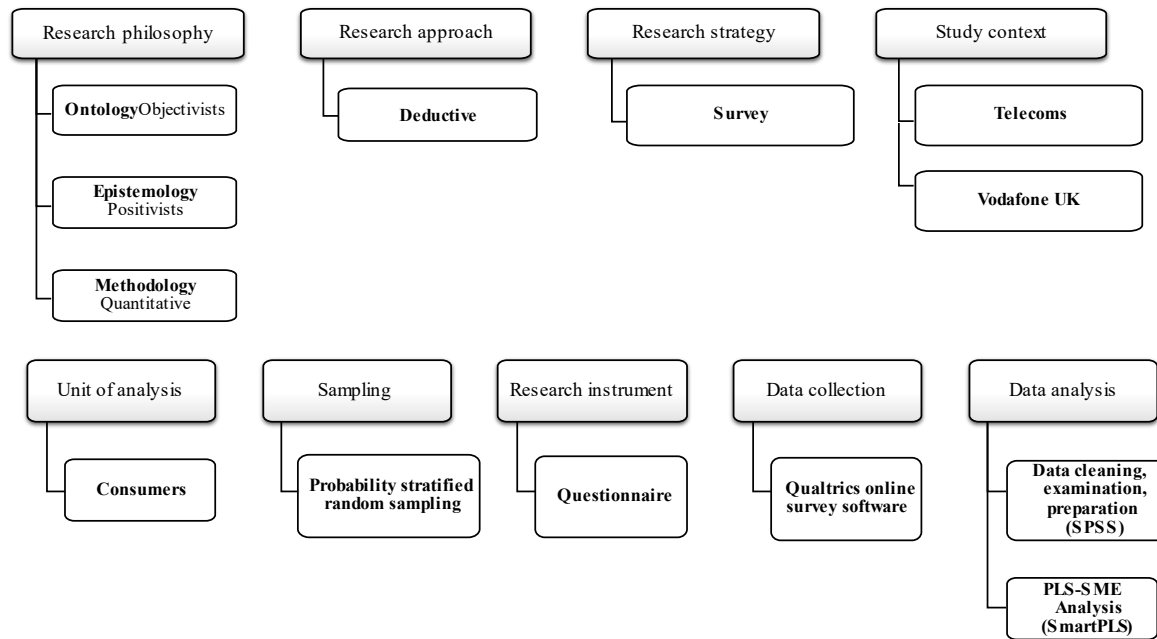 Research philosophy
OntologyObjectivists
Epistemology
Positivists
Methodology
Quantitative
Research approach
Deductive
Research strategy
Survey
Study context
Telecoms
Vodafone UK
Unit of analysis
Consumers
Sampling
Probability stratified
random sampling
Research instrument
Questionnaire
Data collection
Qualtrics online
survey software
Data analysis
Data cleaning,
examination,
preparation
(SPSS)
PLS-SME
Analysis
(SmartPLS)